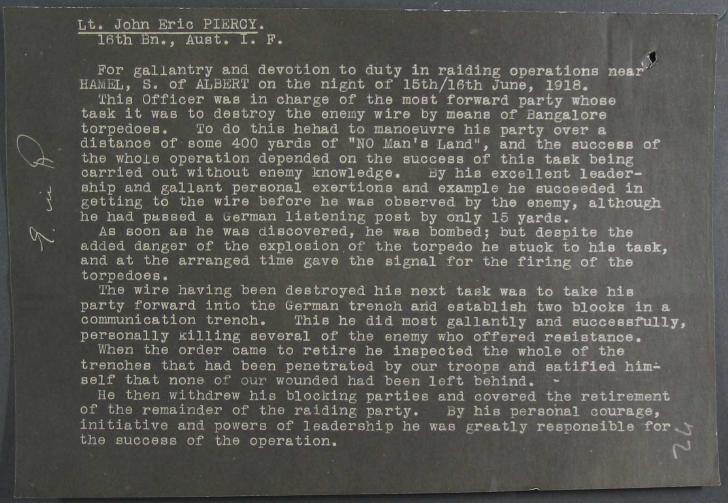 Lt. John Eric PIERCY.
16th Bn., Aust. I. F.
For gallantry and devotion to duty in raiding operations near
HAMEL, S. of ALBERT on the night of 15th/16th June, 1918.
This Officer was in charge of the most forward party whose
task it was to destroy the enemy wire by means of Bangalore
torpedoes. To do this hehad to manoeuvre his party over a
distance of some 400 yards of "NO Man's Land", and the success of
the whole operation depended on the success of this task being
carried out without enemy knowledge. By his excellent leader-
ship and gallant personal exertions and example he succeeded in
getting to the wire before he was observed by the enemy, although
he had passed a German listening post by only 15 yards.
As soon as he was discovered, he was bombed; but despite the
added danger of the explosion of the torpedo he stuck to his task,
and at the arranged time gave the signal for the firing of the
torpedoes.
The wire having been destroyed his next task was to take his
party forward into the German trench and establish two blocks in a
communication trench. This he did most gallantly and successfully,
personally killing several of the enemy who offered resistance.
When the order came to retire he inspected the whole of the
trenches that had been penetrated by our troops and satified him-
self that none of our wounded had been left behind. -
He then withdrew his blocking parties and covered the retirement
of the remainder of the raiding party. By his personal courage,
initiative and powers of leadership he was greatly responsible for
the success of the operation.
24